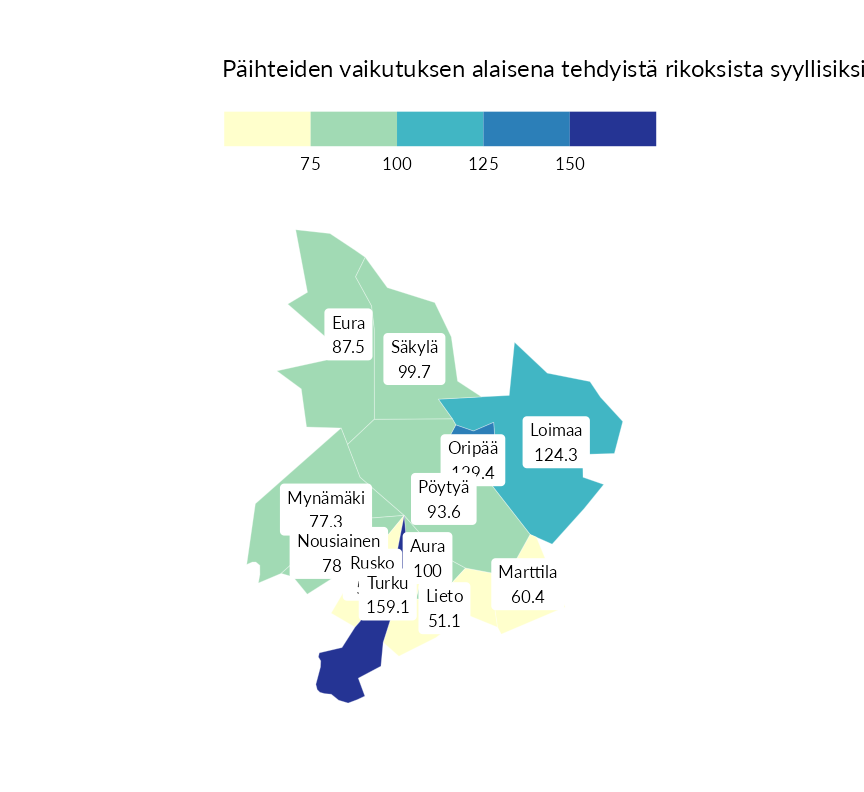 Päihteiden vaikutuksen alaisena tehdyistä rikoksista syyllisiksi
75 100 125 150
Eura
87.5
Säkylä
99.7
Loimaa
124.3
Oripää
129.4
Pöytyä
93.6
Mynämäki
77.3
Nousiainen
78
Aura
100
Rusko
Marttila
60.4
Turku
159.1
Lieto
51.1